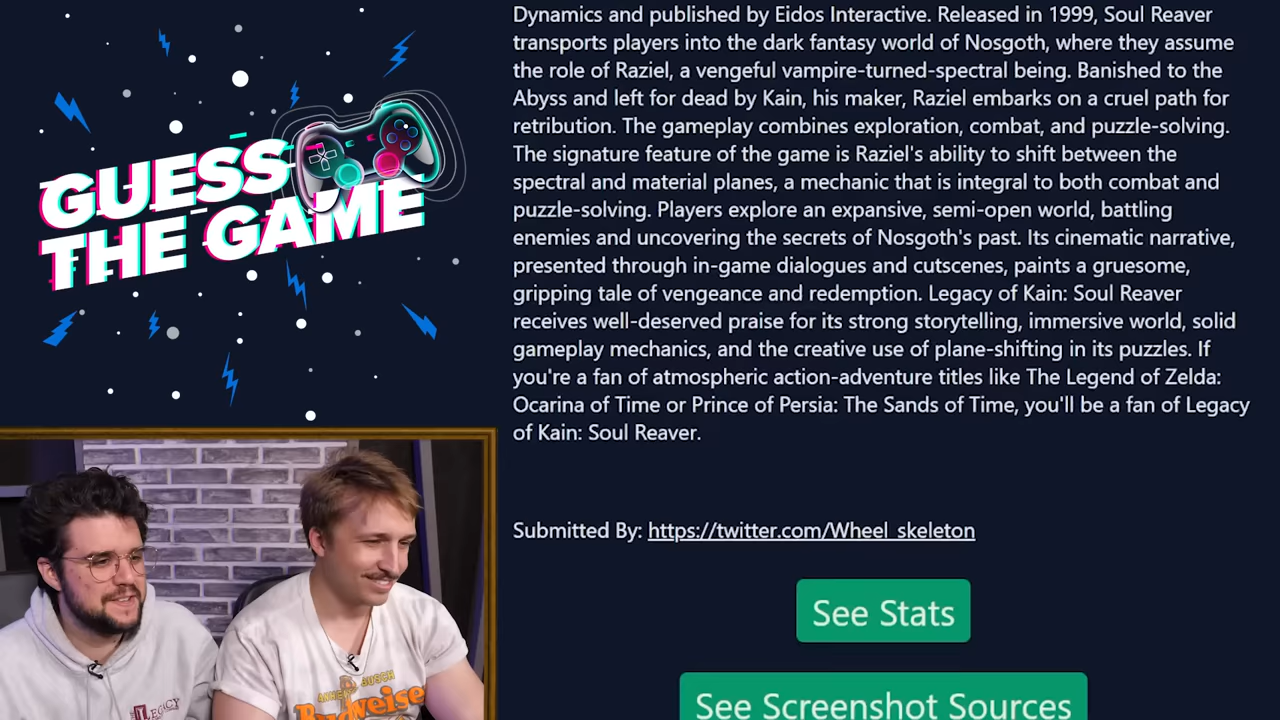 Dynamics and published by Eidos Interactive. Released in 1999, Soul Reaver
transports players into the dark fantasy world of Nosgoth, where they assume
the role of Raziel, a vengeful vampire-turned-spectral being. Banished to the
Abyss and left for dead by Kain, his maker, Raziel embarks on a cruel path for
retribution. The gameplay combines exploration, combat, and puzzle-solving.
The signature feature of the game is Raziel's ability to shift between the
spectral and material planes, a mechanic that is integral to both combat and
puzzle-solving. Players explore an expansive, semi-open world, battling
enemies and uncovering the secrets of Nosgoth's past. Its cinematic narrative,
presented through in-game dialogues and cutscenes, paints a gruesome,
gripping tale of vengeance and redemption. Legacy of Kain: Soul Reaver
receives well-deserved praise for its strong storytelling, immersive world, solid
gameplay mechanics, and the creative use of plane-shifting in its puzzles. If
you're a fan of atmospheric action-adventure titles like The Legend of Zelda:
Ocarina of Time or Prince of Persia: The Sands of Time, you'll be a fan of Legacy
of Kain: Soul Reaver.
Submitted By: https://twitter.com/Wheel_skeleton
See Stats
See Screenshot Sources
GUESS
THE GAME
LEGACY
BUSCH
Budweiser